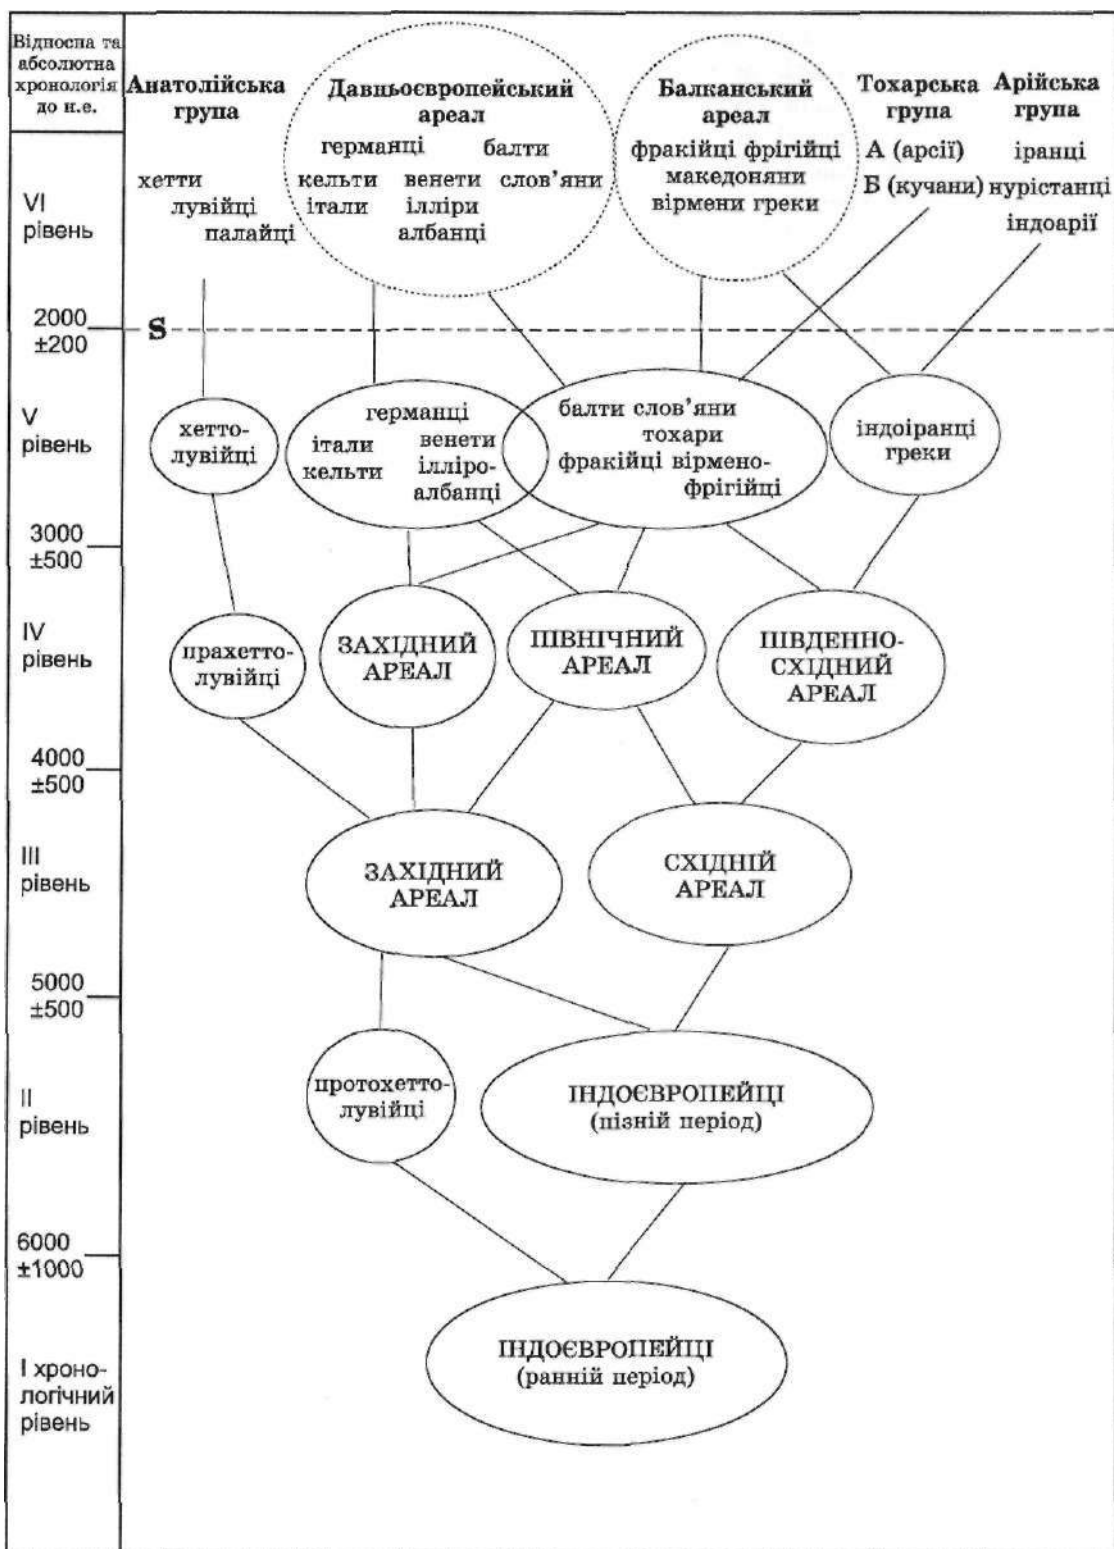 Відносна та
абсолютна
хронологія
до н.е.
Анатолійська
група
Давньоєвропейський
ареал
Балканський
ареал
Тохарська
група
Арійська
група
VI
рівень
хетти
лувійці
палайці
германці балти
кельти венети слов’яни
італи ілліри
албанці
фракійці фрігійці
македоняни
вірмени греки
А (арсії)
Б (кучани)
іранці
нурістанці
індоарії
2000
±200
S
V
рівень
хетто-
лувійці
германці
італи венети
кельти ілліро-
албанці
балти слов’яни
тохари
фракійці вірмено-
фрігійці
індоіранці
греки
3000
±500
IV
рівень
прахетто-
лувійці
ЗАХІДНИЙ
АРЕАЛ
ПІВНІЧНИЙ
АРЕАЛ
ПІВДЕННО-
СХІДНИЙ
АРЕАЛ
4000
±500
III
рівень
ЗАХІДНИЙ
АРЕАЛ
СХІДНІЙ
АРЕАЛ
5000
±500
II
рівень
протохетто-
лувійці
ІНДОЄВРОПЕЙЦІ
(пізній період)
6000
±1000
I хроно-
логічний
рівень
ІНДОЄВРОПЕЙЦІ
(ранній період)